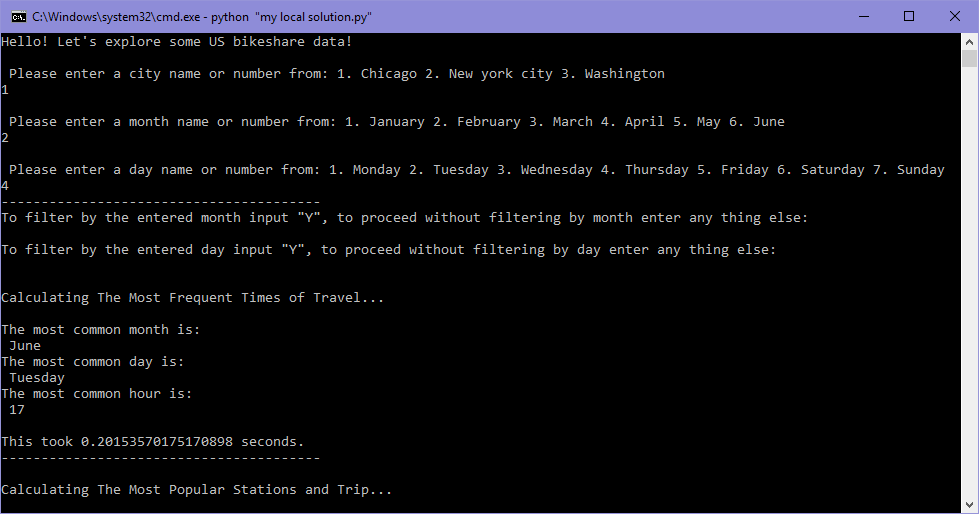 C:\Windows\system32\cmd.exe - python  "my local solution.py"
Hello! Let's explore some US bikeshare data!
Please enter a city name or number from: 1. Chicago 2. New york city 3. Washington
1
Please enter a month name or number from: 1. January 2. February 3. March 4. April 5. May 6. June
2
Please enter a day name or number from: 1. Monday 2. Tuesday 3. Wednesday 4. Thursday 5. Friday 6. Saturday 7. Sunday
4
----------------------------------------
To filter by the entered month input "Y", to proceed without filtering by month enter any thing else:
To filter by the entered day input "Y", to proceed without filtering by day enter any thing else:
Calculating The Most Frequent Times of Travel...
The most common month is:
June
The most common day is:
Tuesday
The most common hour is:
17
This took 0.20153570175170898 seconds.
----------------------------------------
Calculating The Most Popular Stations and Trip...